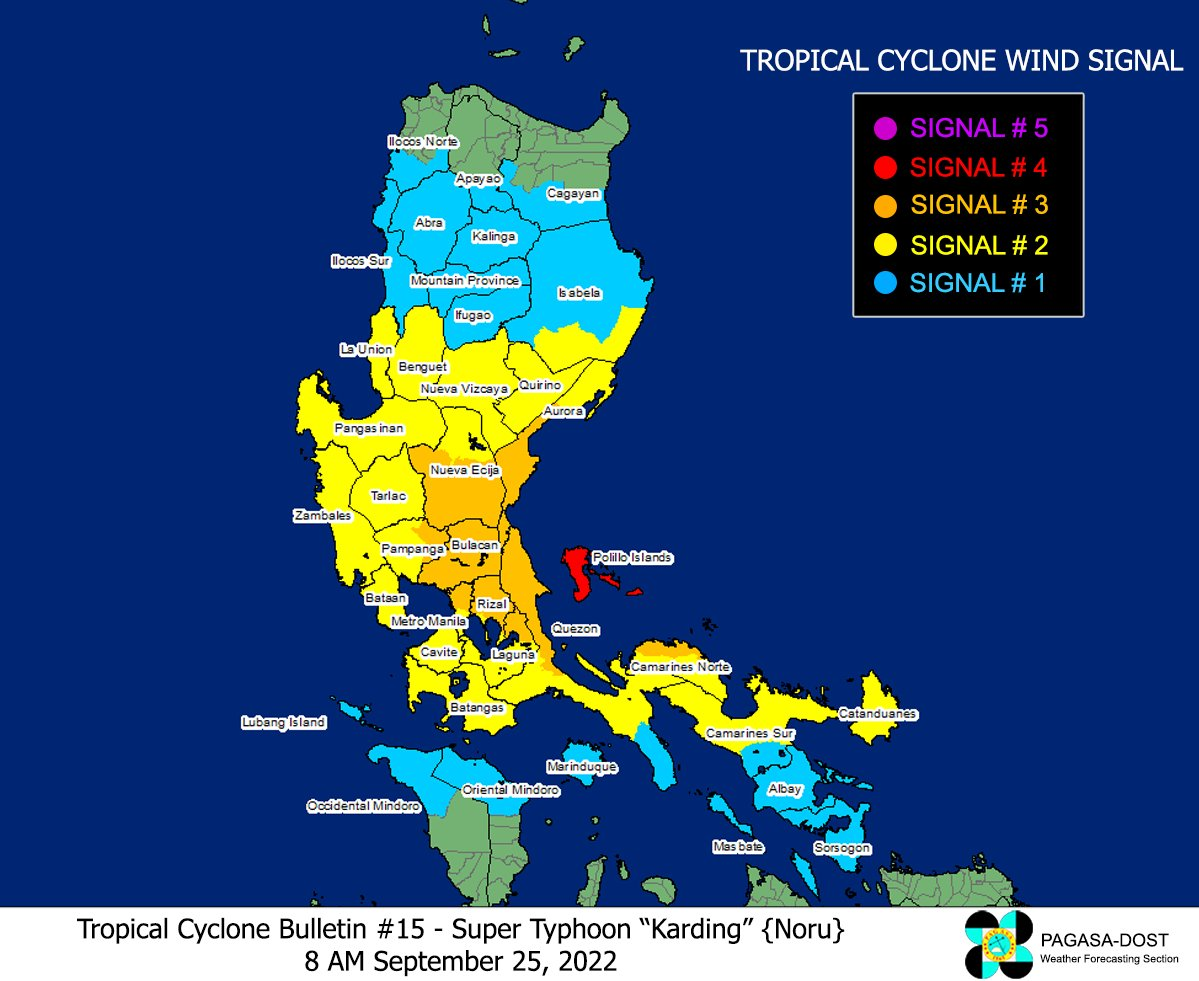 TROPICAL CYCLONE WIND SIGNAL
SIGNAL # 5
SIGNAL # 4
SIGNAL # 3
SIGNAL # 2
SIGNAL # 1
Ilocos Norte
Apayao
Cagayan
Abra
Kalinga
Ilocos Sur
Mountain Province
Isabela
Ifugao
La Union
Benguet
Nueva Vizcaya
Quirino
Aurora
Pangasinan
Nueva Ecija
Tarlac
Zambales
Pampanga
Bulacan
Polillo Islands
Bataan
Rizal
Metro Manila
Quezon
Cavite
Laguna
Camarines Norte
Batangas
Catanduanes
Lubang Island
Camarines Sur
Marinduque
Oriental Mindoro
Albay
Occidental Mindoro
Masbate
Sorsogon
Tropical Cyclone Bulletin #15 - Super Typhoon “Karding” {Noru}
8 AM September 25, 2022
PAGASA-DOST
Weather Forecasting Section